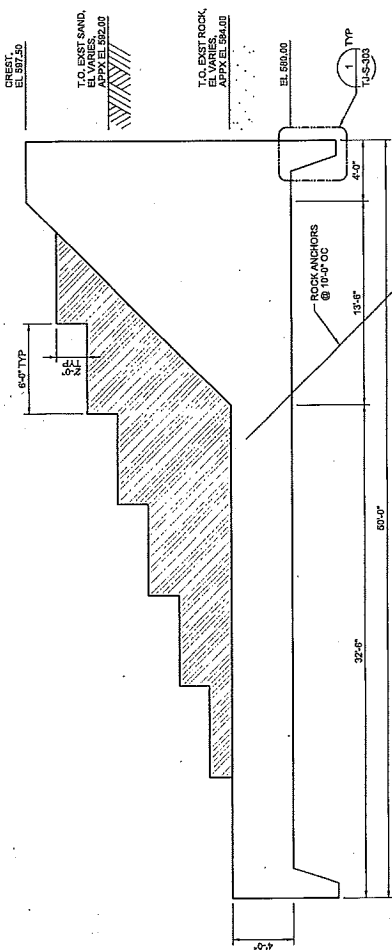 CREST,
EL 597.50
T.O. EXST SAND,
EL VARIES,
APPX EL 592.00
T.O. EXST ROCK,
EL VARIES,
APPX EL 584.00
EL 580.00
1
TYP
TJ-S-303
6'-0" TYP
2'-0"
TYP
ROCK ANCHORS
@ 10'-0" OC
4'-0"
32'-6"
13'-6"
4'-0"
50'-0"